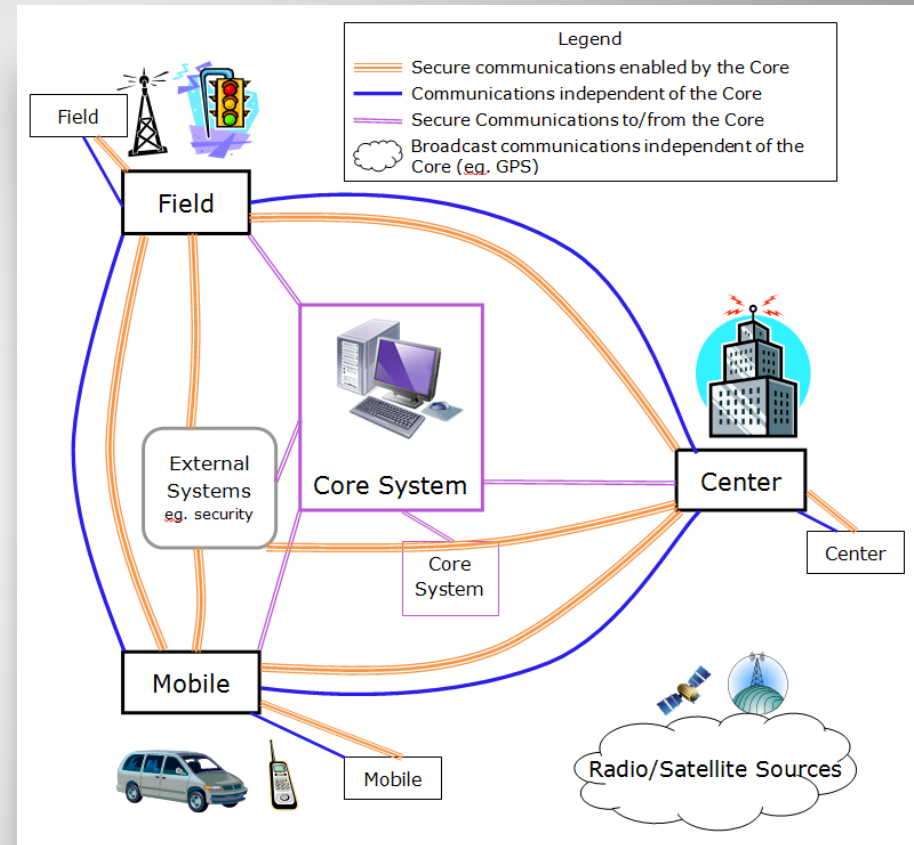 Legend
Secure communications enabled by the Core
Communications independent of the Core
Secure Communications to/from the Core
Broadcast communications independent of the
Core (eg. GPS)
Field
Field
External
Systems
eg. security
Core System
Center
Core
System
Center
Mobile
Mobile
Radio/Satellite Sources